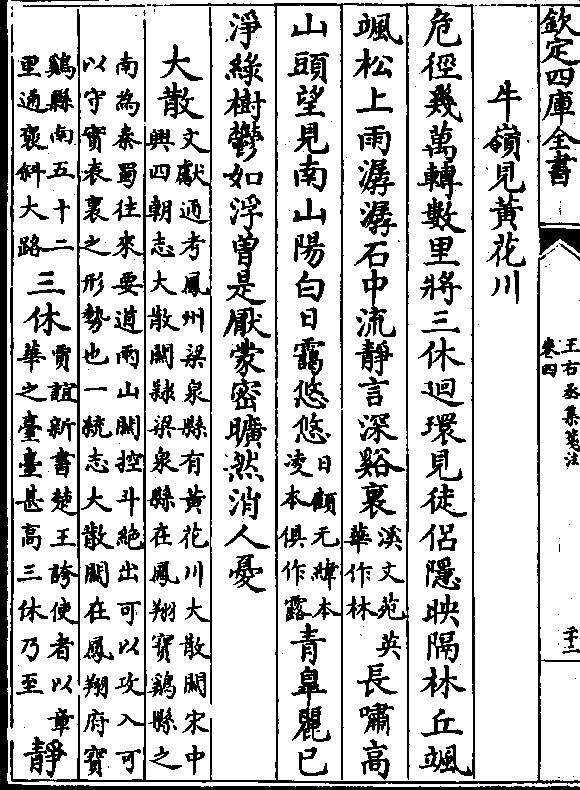 欽定四庫全書
王右丞集箋注
卷四
牛嶺見黃花川
危徑幾萬轉數里將三休迴環見徒侶隱映隔林丘颯
颯松上雨潺潺石中流靜言深谿裏溪文苑英華作林長嘯高
山頭望見南山陽白日靄悠悠日顧元緯本凌本俱作露青臯麗已
淨綠樹鬱如浮曽是厭蒙密曠然消人憂
大散文獻通考鳳州梁泉縣有黃花川大散關宋中
興四朝志大散關隸梁泉縣在鳳翔寶鷄縣之
南為秦蜀往來要道兩山關控斗絶出可以攻入可
以守實表裏之形勢也一統志大散關在鳳翔府寶
鷄縣南五十二里通褒斜大路三休賈誼新書楚王誇使者以章華之臺臺甚高三休乃至靜